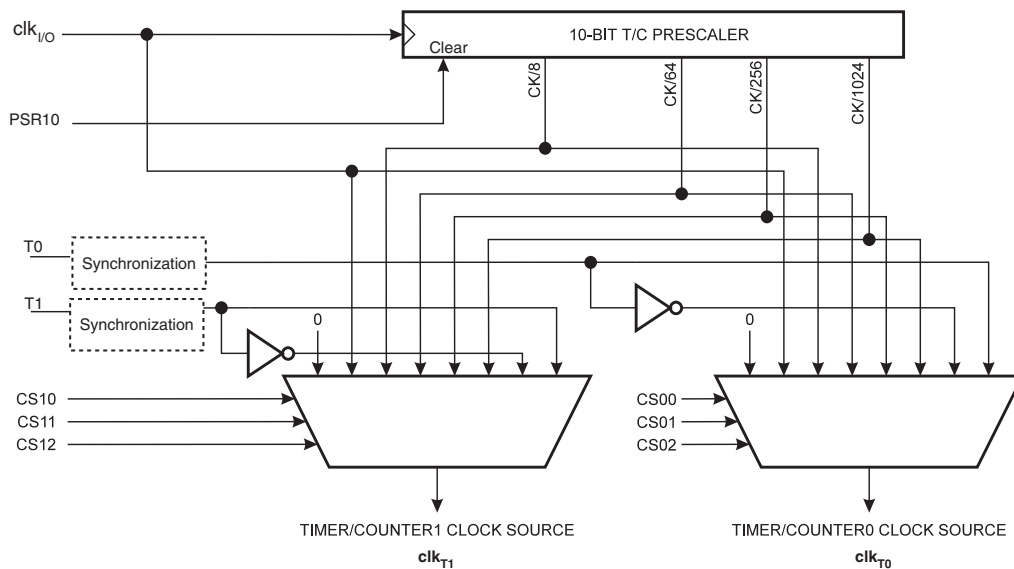 clkI/O
10-BIT T/C PRESCALER
Clear
CK/8
CK/64
CK/256
CK/1024
PSR10
T0
Synchronization
T1
Synchronization
0
0
CS10
CS11
CS12
CS00
CS01
CS02
TIMER/COUNTER1 CLOCK SOURCE
clkT1
TIMER/COUNTER0 CLOCK SOURCE
clkT0